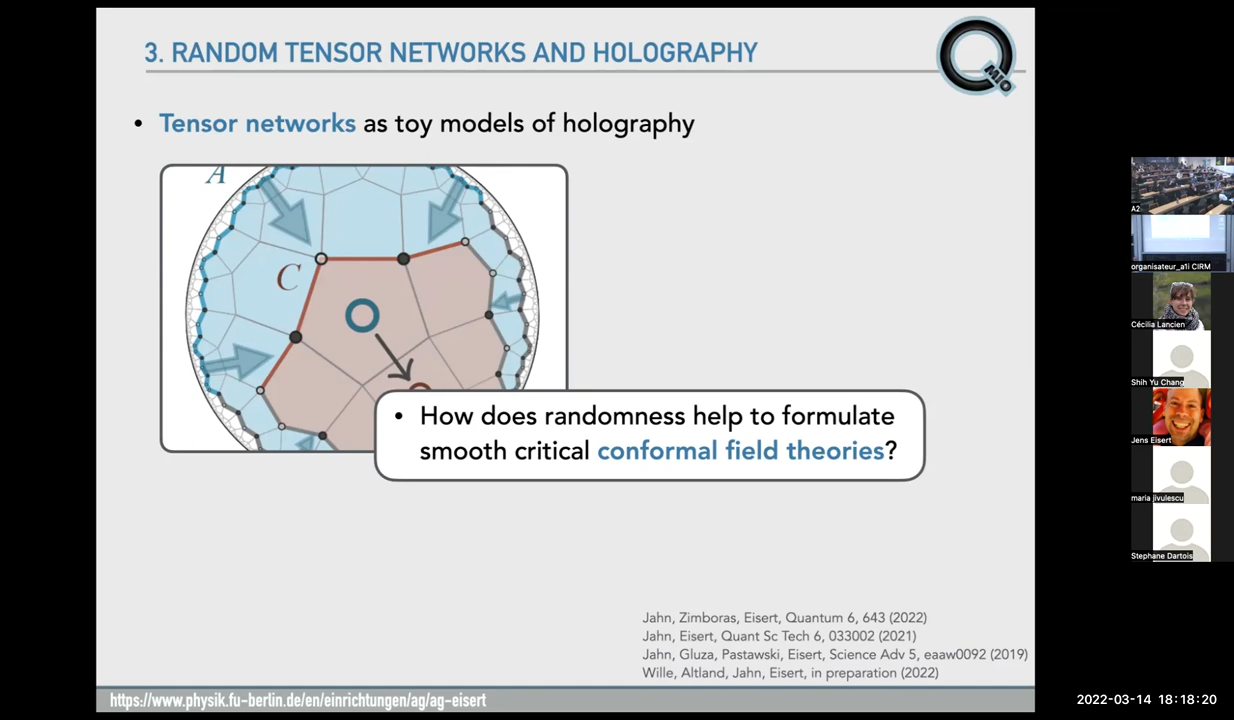 3. RANDOM TENSOR NETWORKS AND HOLOGRAPHY
QMIO
• Tensor networks as toy models of holography
A
C
• How does randomness help to formulate
smooth critical conformal field theories?
Jahn, Zimboras, Eisert, Quantum 6, 643 (2022)
Jahn, Eisert, Quant Sc Tech 6, 033002 (2021)
Jahn, Gluza, Pastawski, Eisert, Science Adv 5, eaaw0092 (2019)
Wille, Altland, Jahn, Eisert, in preparation (2022)
https://www.physik.fu-berlin.de/en/einrichtungen/ag/ag-eisert
A2
organisateur_a1i CIRM
Cécilia Lancien
Shih Yu Chang
Jens Eisert
maria jivulescu
Stephane Dartois
2022-03-14 18:18:20